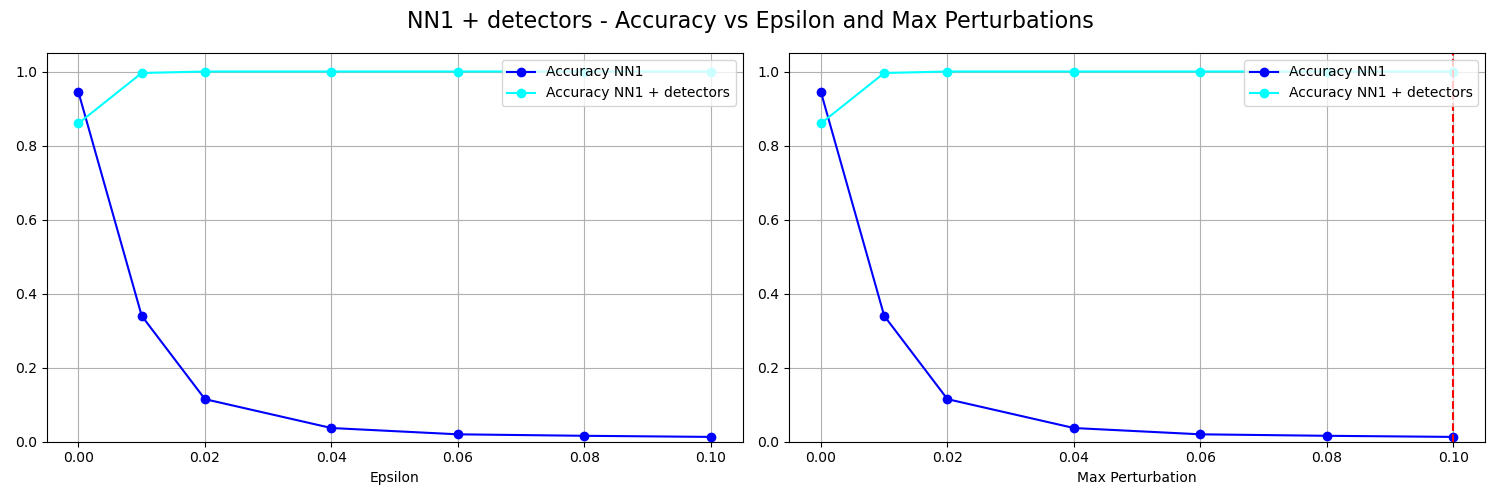 NN1 + detectors - Accuracy vs Epsilon and Max Perturbations
1.0
0.8
0.6
0.4
0.2
0.0
Accuracy NN1
Accuracy NN1 + detectors
0.00 0.02 0.04 0.06 0.08 0.10
Epsilon
1.0
0.8
0.6
0.4
0.2
0.0
Accuracy NN1
Accuracy NN1 + detectors
0.00 0.02 0.04 0.06 0.08 0.10
Max Perturbation